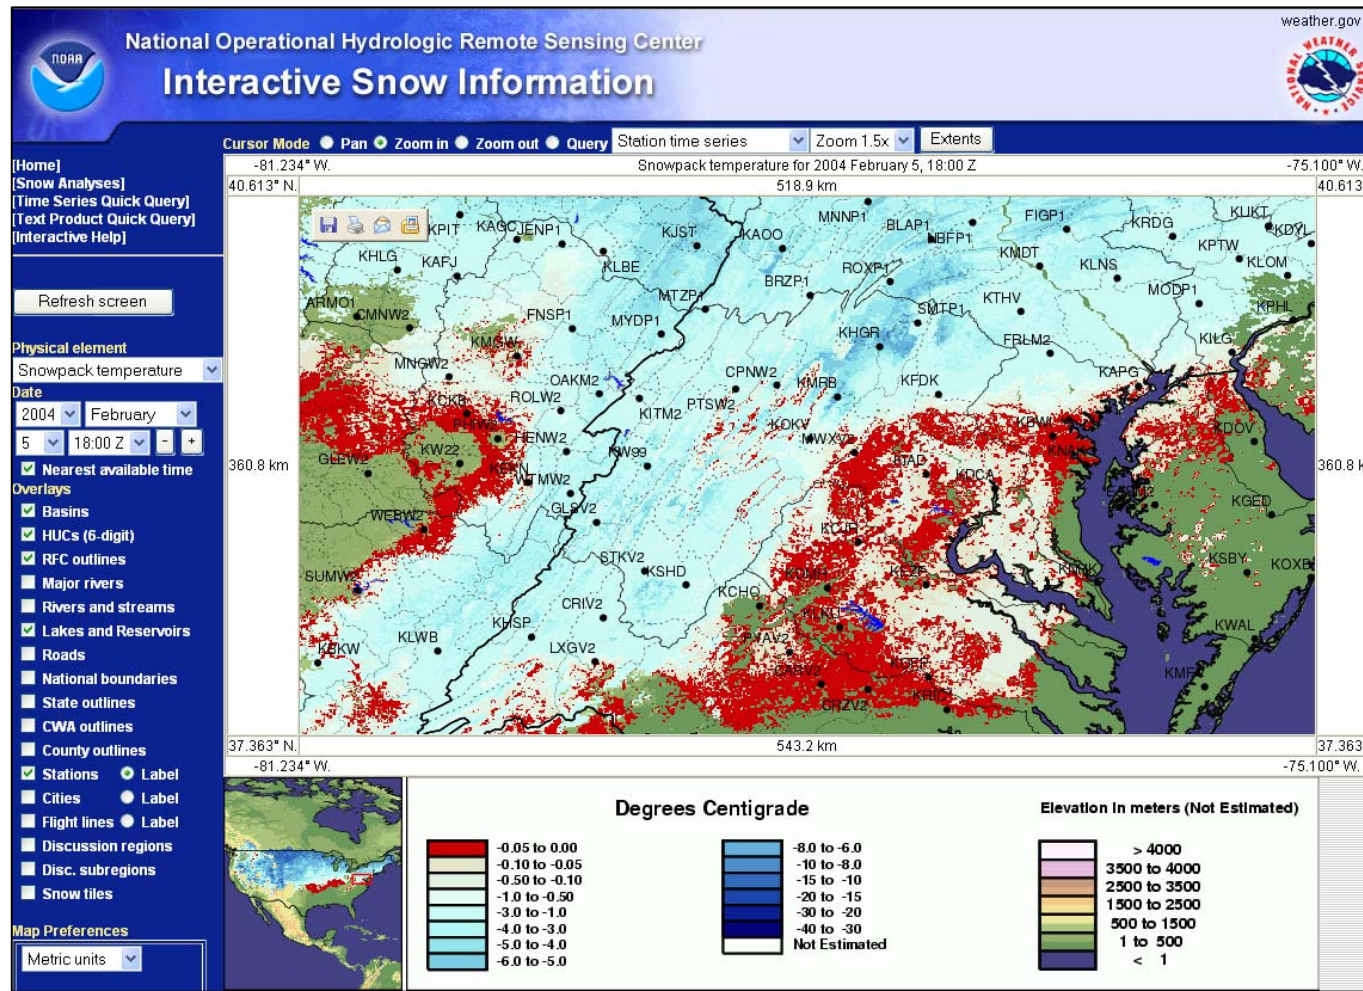 weather.gov
NOAA
National Operational Hydrologic Remote Sensing Center
Interactive Snow Information
NATIONAL WEATHER SERVICE
Cursor Mode Pan Zoom in Zoom out Query Station time series Zoom 1.5x Extents
[Home]
[Snow Analyses]
[Time Series Quick Query]
[Text Product Quick Query]
[Interactive Help]
Refresh screen
Physical element
Snowpack temperature
Date
2004 February
5 18:00 Z - +
Nearest available time
Overlays
Basins
HUCs (6-digit)
RFC outlines
Major rivers
Rivers and streams
Lakes and Reservoirs
Roads
National boundaries
State outlines
CWA outlines
County outlines
Stations Label
Cities Label
Flight lines Label
Discussion regions
Disc. subregions
Snow tiles
Map Preferences
Metric units
-81.234° W. Snowpack temperature for 2004 February 5, 18:00 Z -75.100° W.
40.613° N. 518.9 km 40.613
KPIT KAGC JENP1 KJST KAOO MNNP1 BLAP1 FIGP1 KRDG KUKT
KHLG KAFJ KLBE NBFP1 KMDT KPTW KDYL
BRZP1 ROXP1 KLNS KLOM
ARMO1 CMNW2 FNSP1 MYDP1 MTZP1 SMTP1 KTHV MODP1 KPHL
KMGW KHGR FRLM2 KILG
MNGW2 OAKM2 CPNW2 KMRB KFDK KAPG
KCKB ROLW2 KITM2 PTSW2
PHIW2 HENW2 KOKV MWXV2 KBWI KDOV
360.8 km GLEW2 KW22 KEKN KW99 KIAD KDCA KNAK 360.8 k
WTMW2 KGED
WEBW2 GLSV2 KCJR
STKV2 KSHD KOMH KEZF KNHK KSBY KOXB
SUMW2 KCHO KLKU
CRIV2 KHSP PYAV2 KWAL
KBKW KLWB LXGV2 CARV2 KOFP KMFV
CRZV2 KRIC
37.363° N. 543.2 km 37.363
-81.234° W. -75.100° W.
Degrees Centigrade
-0.05 to 0.00
-0.10 to -0.05
-0.50 to -0.10
-1.0 to -0.50
-3.0 to -1.0
-4.0 to -3.0
-5.0 to -4.0
-6.0 to -5.0
-8.0 to -6.0
-10 to -8.0
-15 to -10
-20 to -15
-30 to -20
-40 to -30
Not Estimated
Elevation in meters (Not Estimated)
> 4000
3500 to 4000
2500 to 3500
1500 to 2500
500 to 1500
1 to 500
< 1